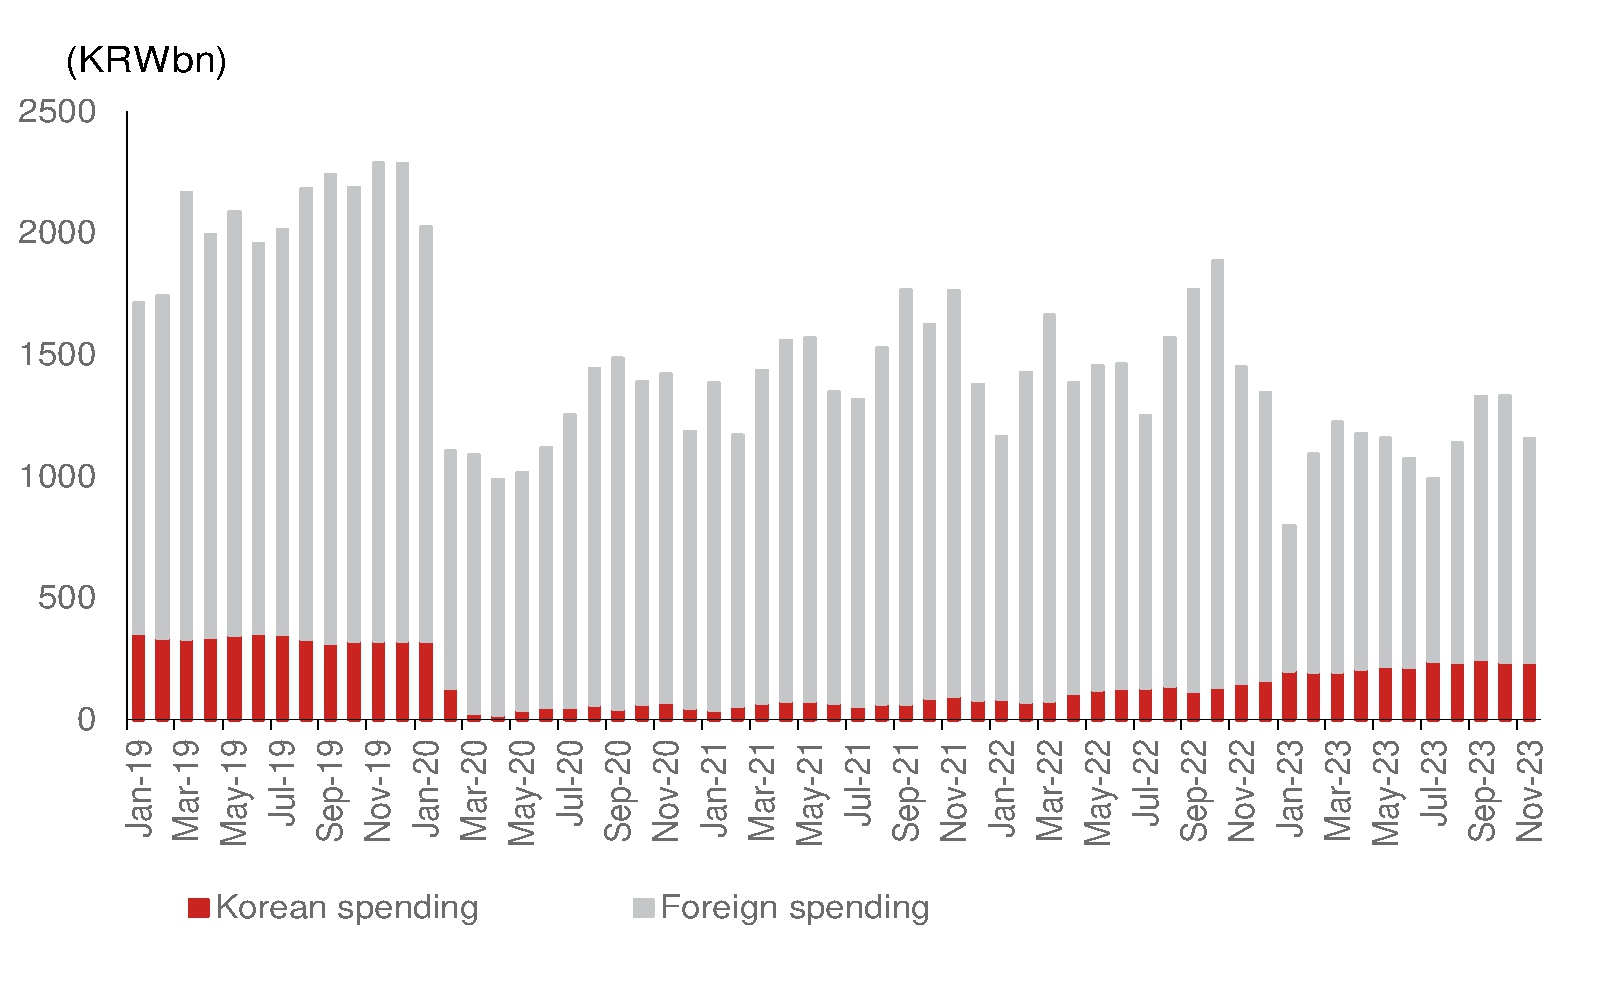 (KRWbn)
2500
2000
1500
1000
500
0
Jan-19
Mar-19
May-19
Jul-19
Sep-19
Nov-19
Jan-20
Mar-20
May-20
Jul-20
Sep-20
Nov-20
Jan-21
Mar-21
May-21
Jul-21
Sep-21
Nov-21
Jan-22
Mar-22
May-22
Jul-22
Sep-22
Nov-22
Jan-23
Mar-23
May-23
Jul-23
Sep-23
Nov-23
Korean spending
Foreign spending